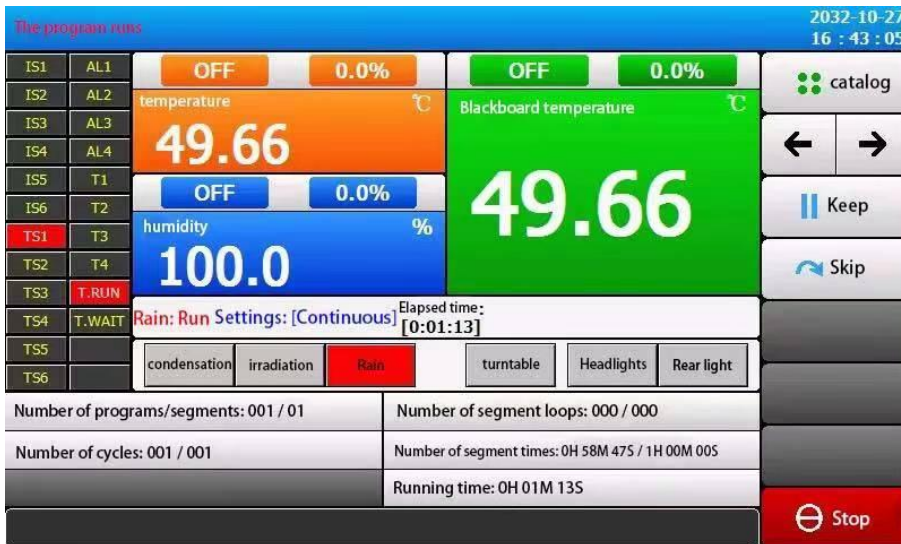 The program runs
2032-10-27
16 : 43 : 05
IS1 AL1
IS2 AL2
IS3 AL3
IS4 AL4
IS5 T1
IS6 T2
TS1 T3
TS2 T4
TS3 T.RUN
TS4 T.WAIT
TS5
TS6
OFF 0.0%
temperature ℃
49.66
OFF 0.0%
humidity %
100.0
OFF 0.0%
Blackboard temperature ℃
49.66
Rain: Run Settings: [Continuous] Elapsed time:
[0:01:13]
condensation irradiation Rain turntable Headlights Rear light
Number of programs/segments: 001 / 01
Number of segment loops: 000 / 000
Number of cycles: 001 / 001
Number of segment times: 0H 58M 47S / 1H 00M 00S
Running time: 0H 01M 13S
catalog
← →
Keep
Skip
Stop